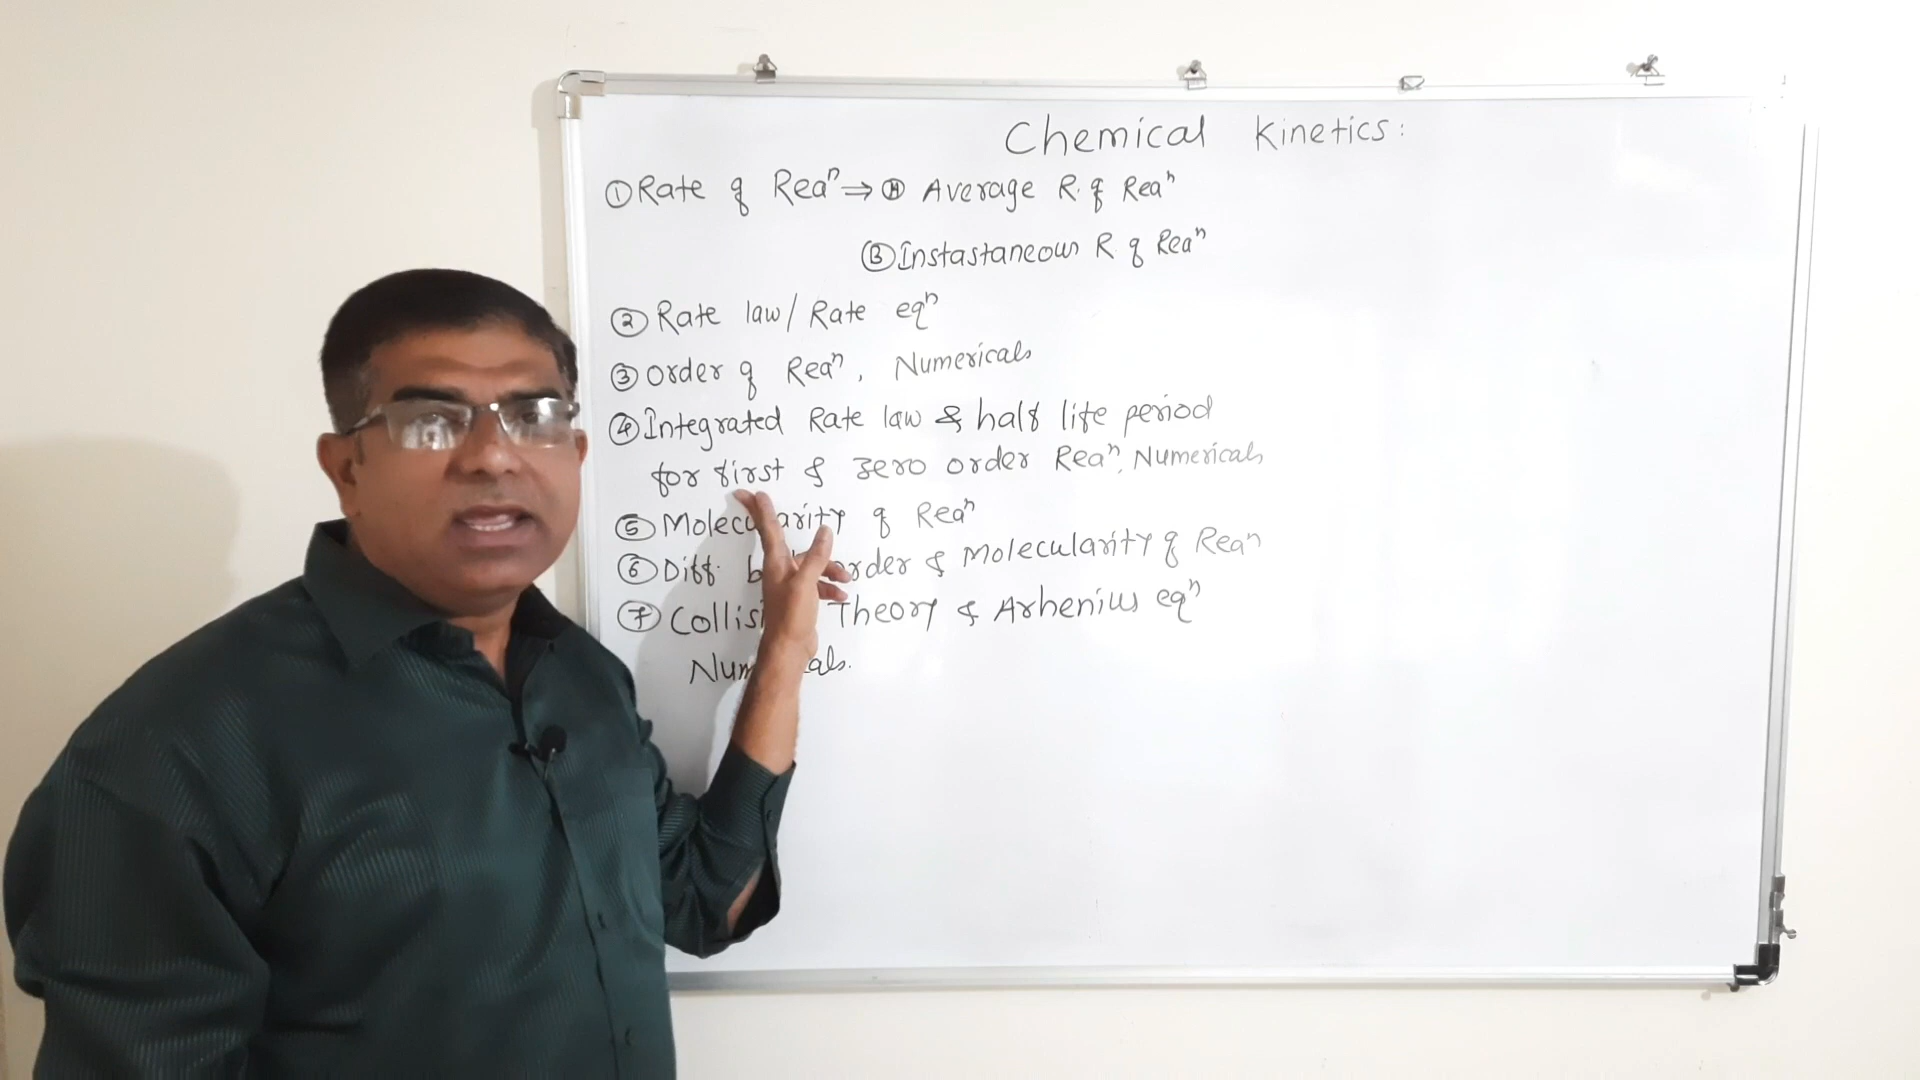 Chemical Kinetics:
① Rate of Reaⁿ ⇒ Ⓐ Average R. of Reaⁿ
Ⓑ Instastaneous R. of Reaⁿ
② Rate law/ Rate eqⁿ
③ Order of Reaⁿ, Numericals
④ Integrated Rate law & half life period
for first & zero order Reaⁿ, Numericals
⑤ Molecularity of Reaⁿ
⑥ Diff. order & Molecularity of Reaⁿ
⑦ Collision Theory & Arhenius eqⁿ
Numericals.